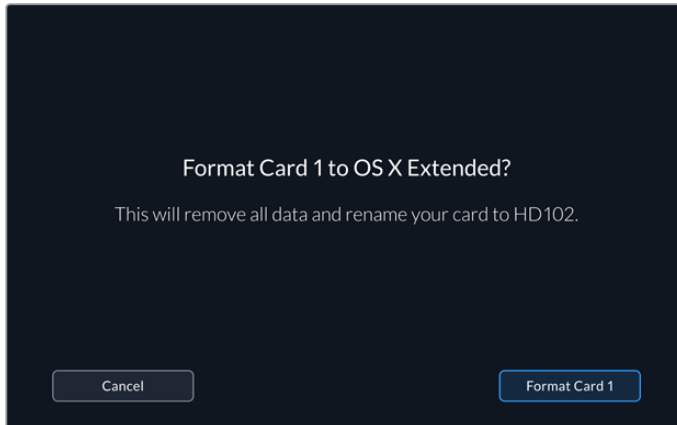 Format Card 1 to OS X Extended?
This will remove all data and rename your card to HD102.
Cancel
Format Card 1